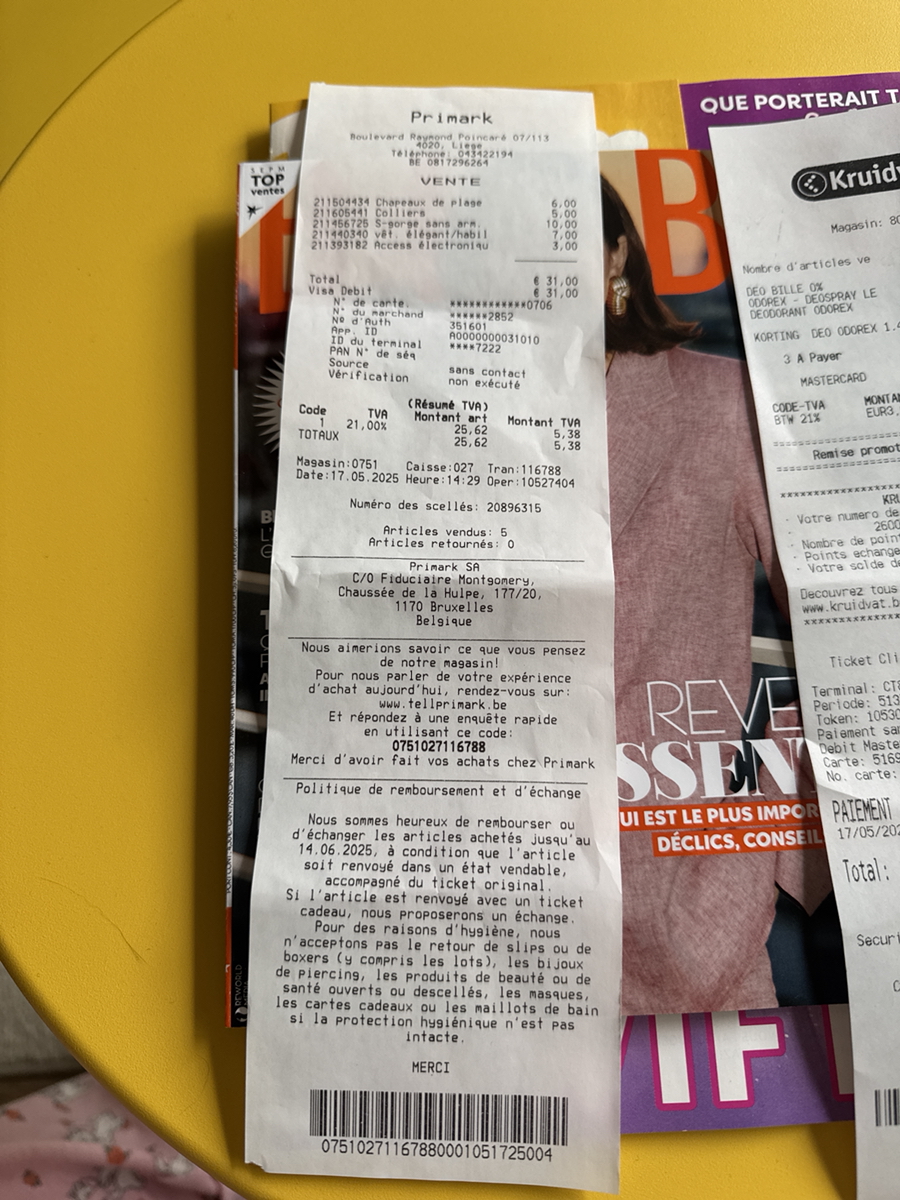 QUE PORTERAIT
SEPM
TOP
ventes
B
Primark
Boulevard Raymond Poincaré 07/113
4020, Liege
Téléphone: 043422194
BE 0817296264
VENTE
211504434 Chapeaux de plage 6,00
211605441 Colliers 5,00
211456725 S-gorge sans arm. 10,00
211440340 vêt. élégant/habil 7,00
211393182 Access électroniqu 3,00
Total € 31,00
Visa Debit € 31,00
N° de carte. ************0706
N° du marchand ******2852
Nº d'Auth 351601
App. ID A0000000031010
ID du terminal ****7222
PAN N° de séq
Source sans contact
Vérification non exécuté
(Résumé TVA)
Code TVA Montant art Montant TVA
1 21,00% 25,62 5,38
TOTAUX 25,62 5,38
Magasin:0751 Caisse:027 Tran:116788
Date:17.05.2025 Heure:14:29 Oper:10527404
Numéro des scellés: 20896315
Articles vendus: 5
Articles retournés: 0
Primark SA
C/O Fiduciaire Montgomery,
Chaussée de la Hulpe, 177/20,
1170 Bruxelles
Belgique
Nous aimerions savoir ce que vous pensez
de notre magasin!
Pour nous parler de votre expérience
d'achat aujourd'hui, rendez-vous sur:
www.tellprimark.be
Et répondez à une enquête rapide
en utilisant ce code:
0751027116788
Merci d'avoir fait vos achats chez Primark
Politique de remboursement et d'échange
Nous sommes heureux de rembourser ou
d'échanger les articles achetés jusqu'au
14.06.2025, à condition que l'article
soit renvoyé dans un état vendable,
accompagné du ticket original.
Si l'article est renvoyé avec un ticket
cadeau, nous proposerons un échange.
Pour des raisons d'hygiène, nous
n'acceptons pas le retour de slips ou de
boxers (y compris les lots), les bijoux
de piercing, les produits de beauté ou de
santé ouverts ou descellés, les masques,
les cartes cadeaux ou les maillots de bain
si la protection hygiénique n'est pas
intacte.
MERCI
07510271167880001051725004
Kruidv
Magasin: 80
Nombre d'articles ve
DEO BILLE 0%
ODOREX - DEOSPRAY LE
DEODORANT ODOREX
KORTING DEO ODOREX 1.4
3 A Payer
MASTERCARD
CODE-TVA MONTAN
BTW 21% EUR3.
Remise promot
KRU
- Votre numero de
2600
- Nombre de poin
- Points echange
- Votre solde de
Decouvrez tous
www.kruidvat.b
Ticket Cli
Terminal: CT8
Periode: 513
Token: 10530
Paiement san
Debit Maste
Carte: 5169
No. carte:
PAIEMENT
17/05/202
Total:
Securi
REVE
SSENT
UI EST LE PLUS IMPOR
DÉCLICS, CONSEIL
REWORLD
MEDIA